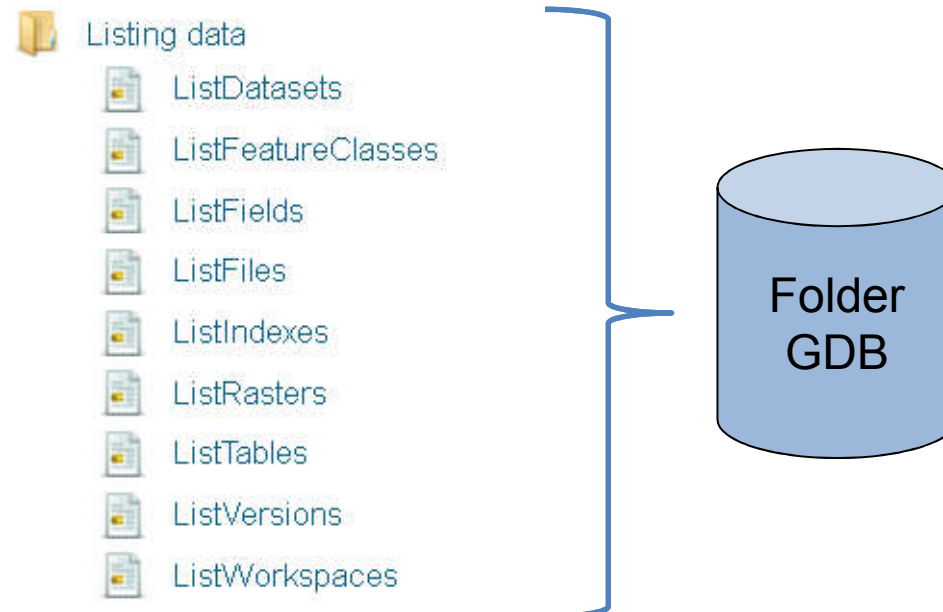 Listing data
ListDatasets
ListFeatureClasses
ListFields
ListFiles
ListIndexes
ListRasters
ListTables
ListVersions
ListWorkspaces
Folder
GDB